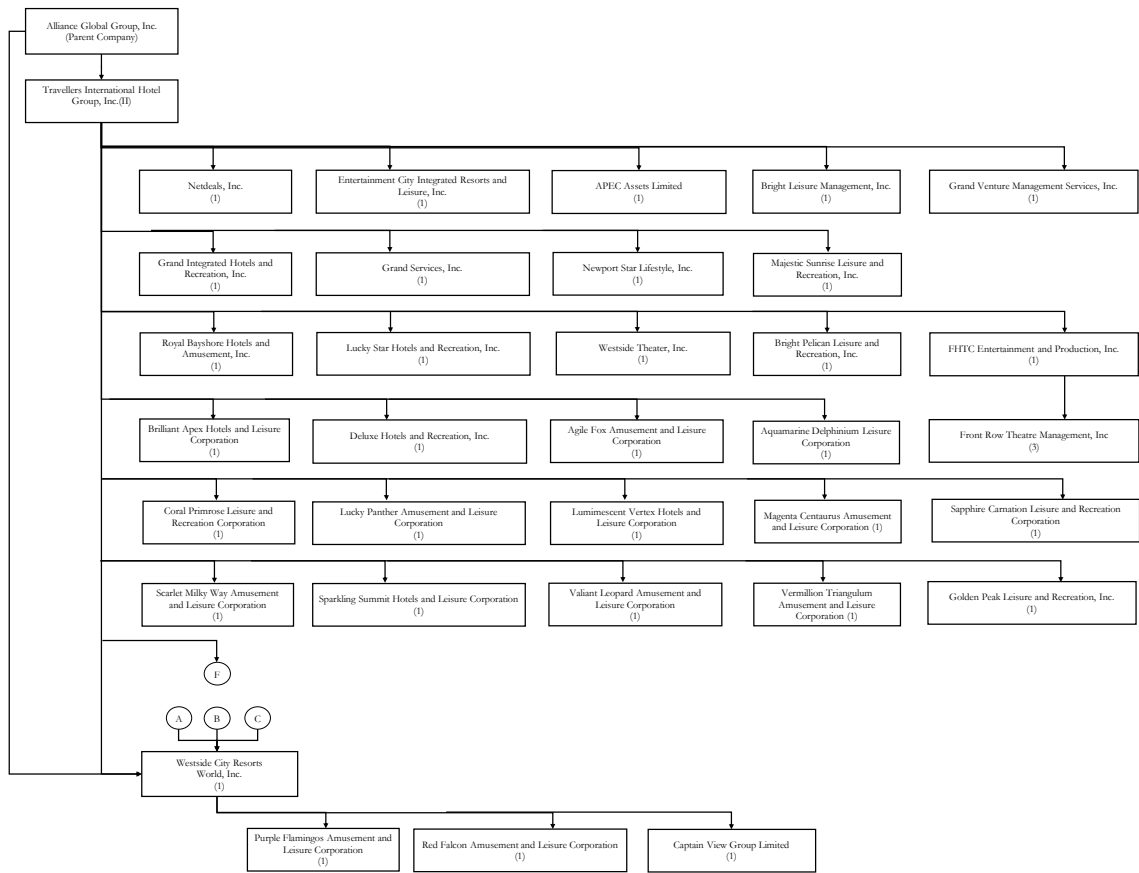 Alliance Global Group, Inc.
(Parent Company)
Travellers International Hotel
Group, Inc.(II)
Netdeals, Inc.
(1)
Entertainment City Integrated Resorts and
Leisure, Inc.
(1)
APEC Assets Limited
(1)
Bright Leisure Management, Inc.
(1)
Grand Venture Management Services, Inc.
(1)
Grand Integrated Hotels and
Recreation, Inc.
(1)
Grand Services, Inc.
(1)
Newport Star Lifestyle, Inc.
(1)
Majestic Sunrise Leisure and
Recreation, Inc.
(1)
Royal Bayshore Hotels and
Amusement, Inc.
(1)
Lucky Star Hotels and Recreation, Inc.
(1)
Westside Theater, Inc.
(1)
Bright Pelican Leisure and
Recreation, Inc.
(1)
FHTC Entertainment and Production, Inc.
(1)
Brilliant Apex Hotels and Leisure
Corporation
(1)
Deluxe Hotels and Recreation, Inc.
(1)
Agile Fox Amusement and Leisure
Corporation
(1)
Aquamarine Delphinium Leisure
Corporation
(1)
Front Row Theatre Management, Inc
(3)
Coral Primrose Leisure and
Recreation Corporation
(1)
Lucky Panther Amusement and Leisure
Corporation
(1)
Lumimescent Vertex Hotels and
Leisure Corporation
(1)
Magenta Centaurus Amusement
and Leisure Corporation (1)
Sapphire Carnation Leisure and Recreation
Corporation
(1)
Scarlet Milky Way Amusement
and Leisure Corporation
(1)
Sparkling Summit Hotels and Leisure Corporation
(1)
Valiant Leopard Amusement and
Leisure Corporation
(1)
Vermillion Triangulum
Amusement and Leisure
Corporation (1)
Golden Peak Leisure and Recreation, Inc.
(1)
F
A
B
C
Westside City Resorts
World, Inc.
(1)
Purple Flamingos Amusement and
Leisure Corporation
(1)
Red Falcon Amusement and Leisure Corporation
(1)
Captain View Group Limited
(1)